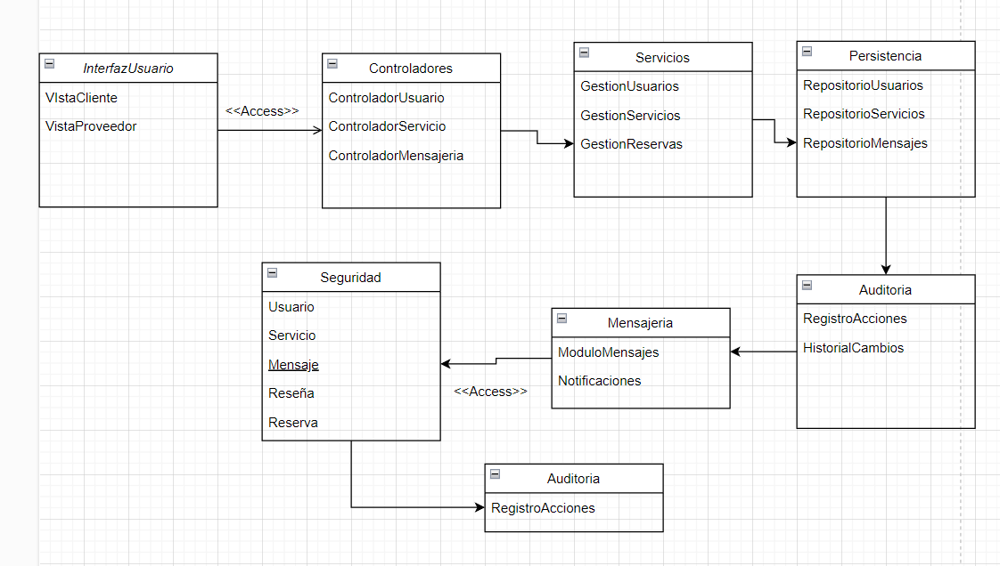 InterfazUsuario
VIstaCliente
VistaProveedor
<<Access>>
Controladores
ControladorUsuario
ControladorServicio
ControladorMensajeria
Servicios
GestionUsuarios
GestionServicios
GestionReservas
Persistencia
RepositorioUsuarios
RepositorioServicios
RepositorioMensajes
Seguridad
Usuario
Servicio
Mensaje
Reseña
Reserva
<<Access>>
Mensajeria
ModuloMensajes
Notificaciones
Auditoria
RegistroAcciones
HistorialCambios
Auditoria
RegistroAcciones